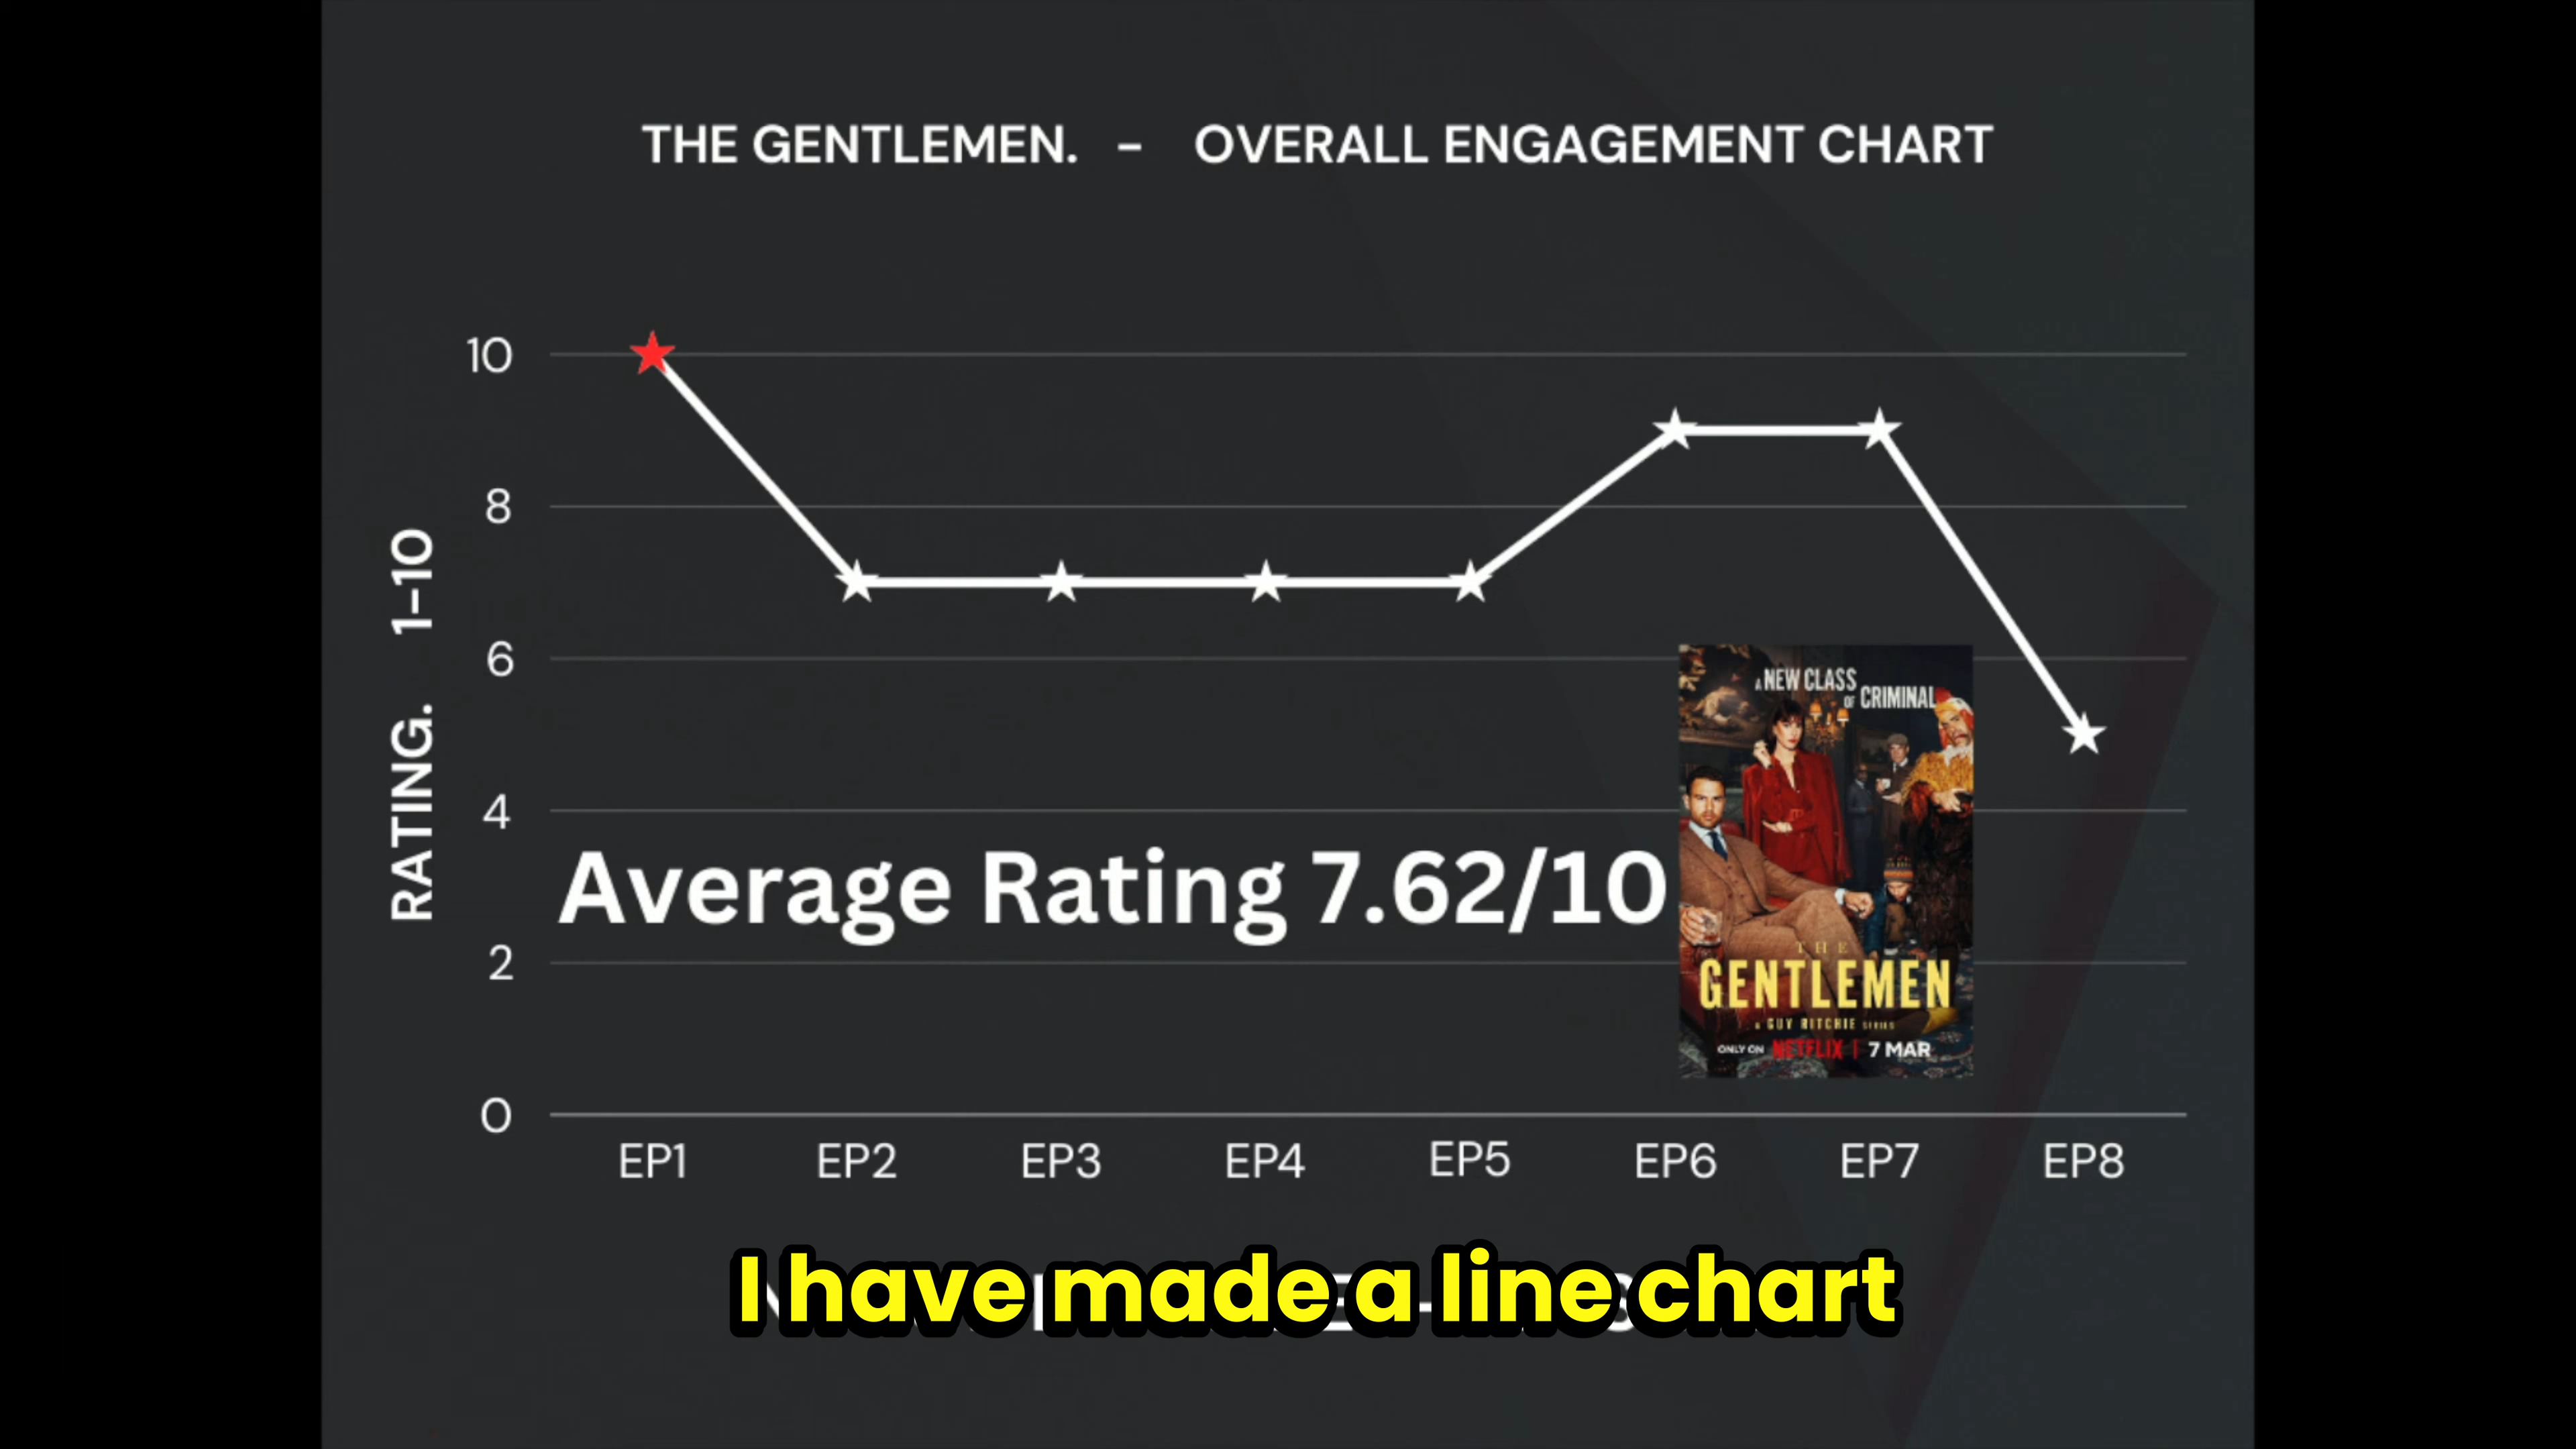 THE GENTLEMEN. - OVERALL ENGAGEMENT CHART
RATING. 1-10
10
8
6
4
2
0
Average Rating 7.62/10
A NEW CLASS
OF CRIMINAL
THE
GENTLEMEN
A GUY RITCHIE SERIES
ONLY ON NETFLIX | 7 MAR
EP1 EP2 EP3 EP4 EP5 EP6 EP7 EP8
I have made a line chart